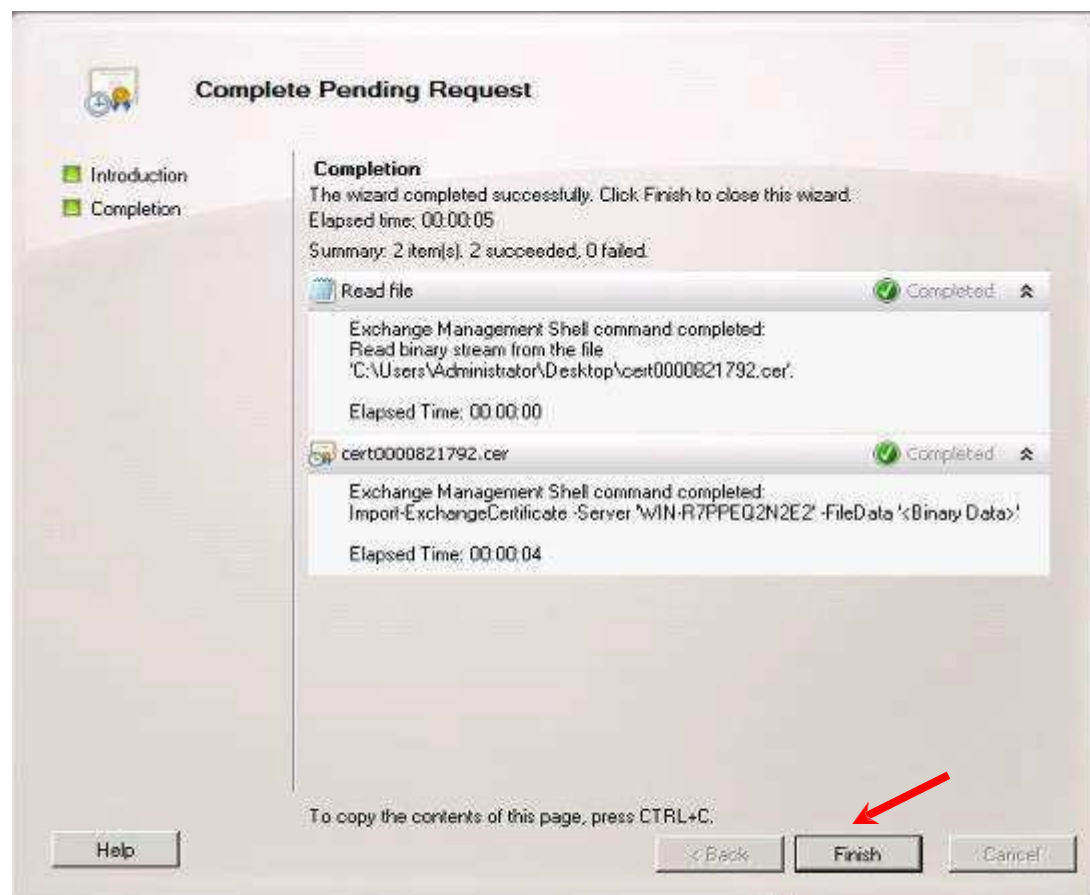 Complete Pending Request
Introduction
Completion
Completion
The wizard completed successfully. Click Finish to close this wizard.
Elapsed time: 00:00:05
Summary: 2 item(s). 2 succeeded, 0 failed.
Read file
Completed
Exchange Management Shell command completed:
Read binary stream from the file
'C:\Users\Administrator\Desktop\cert0000821792.cer'.
Elapsed Time: 00:00:00
cert0000821792.cer
Completed
Exchange Management Shell command completed:
Import-ExchangeCertificate -Server 'WIN-R7PPEQ2N2E2' -FileData '<Binary Data>'
Elapsed Time: 00:00:04
To copy the contents of this page, press CTRL+C.
Help
< Back
Finish
Cancel